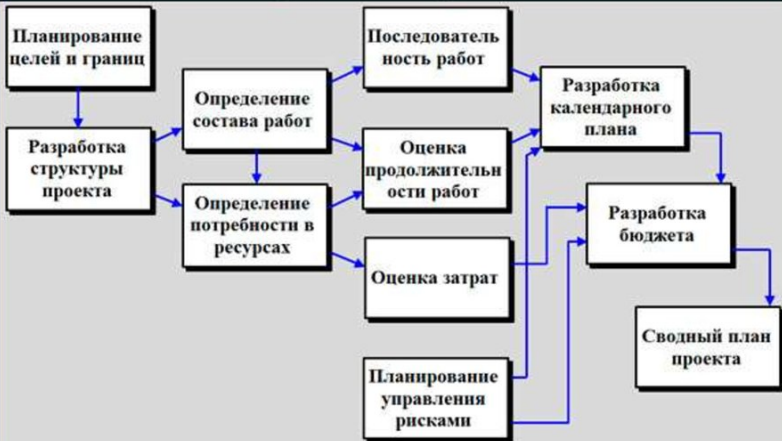 Планирование
целей и границ
Разработка
структуры
проекта
Определение
состава работ
Определение
потребности в
ресурсах
Последователь
ность работ
Оценка
продолжительн
ости работ
Оценка затрат
Планирование
управления
рисками
Разработка
календарного
плана
Разработка
бюджета
Сводный план
проекта